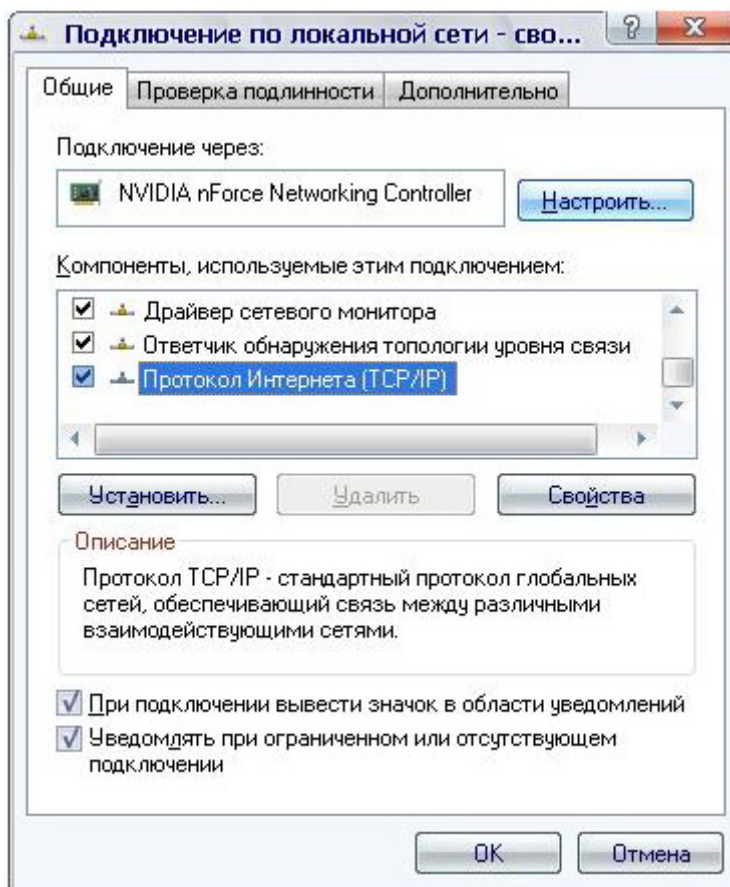 Подключение по локальной сети - сво...
Общие
Проверка подлинности
Дополнительно
Подключение через:
NVIDIA nForce Networking Controller
Настроить...
Компоненты, используемые этим подключением:
Драйвер сетевого монитора
Ответчик обнаружения топологии уровня связи
Протокол Интернета (TCP/IP)
Установить...
Удалить
Свойства
Описание
Протокол TCP/IP - стандартный протокол глобальных
сетей, обеспечивающий связь между различными
взаимодействующими сетями.
При подключении вывести значок в области уведомлений
Уведомлять при ограниченном или отсутствующем
подключении
OK
Отмена